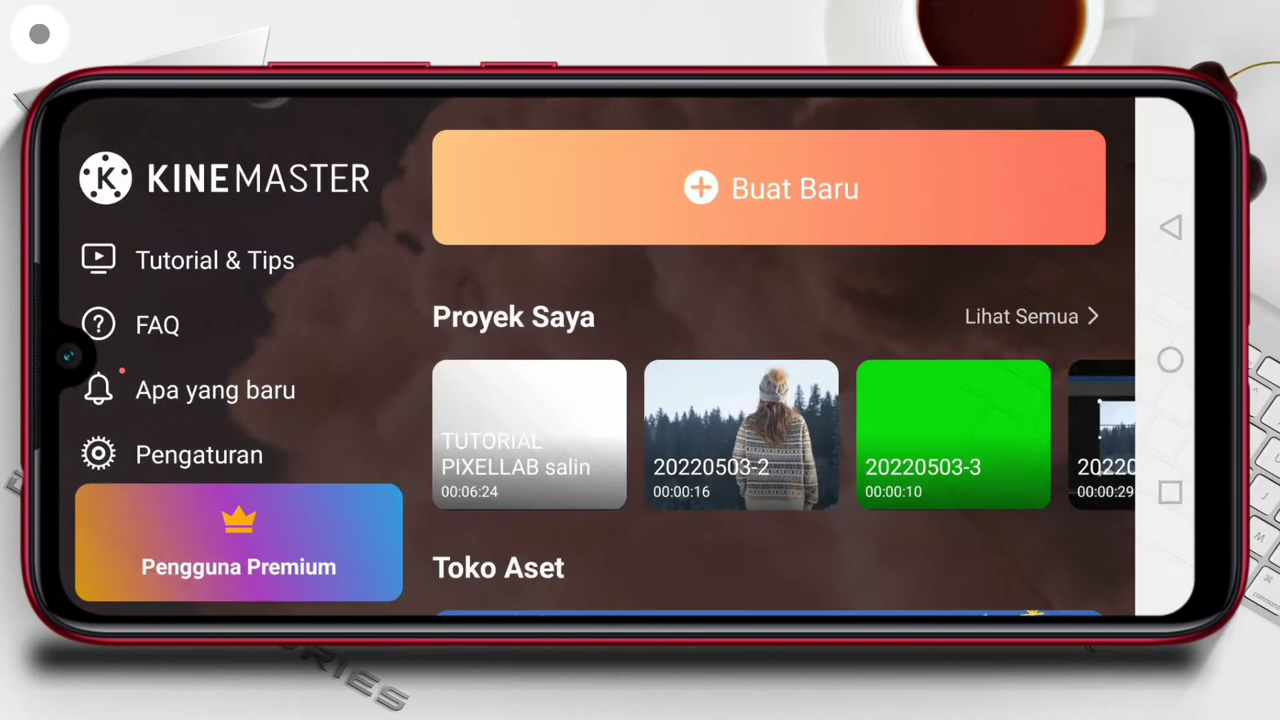 KINEMASTER
Tutorial & Tips
FAQ
Apa yang baru
Pengaturan
Pengguna Premium
Buat Baru
Proyek Saya
Lihat Semua
TUTORIAL
PIXELLAB salin
00:06:24
20220503-2
00:00:16
20220503-3
00:00:10
00:00:29
Toko Aset